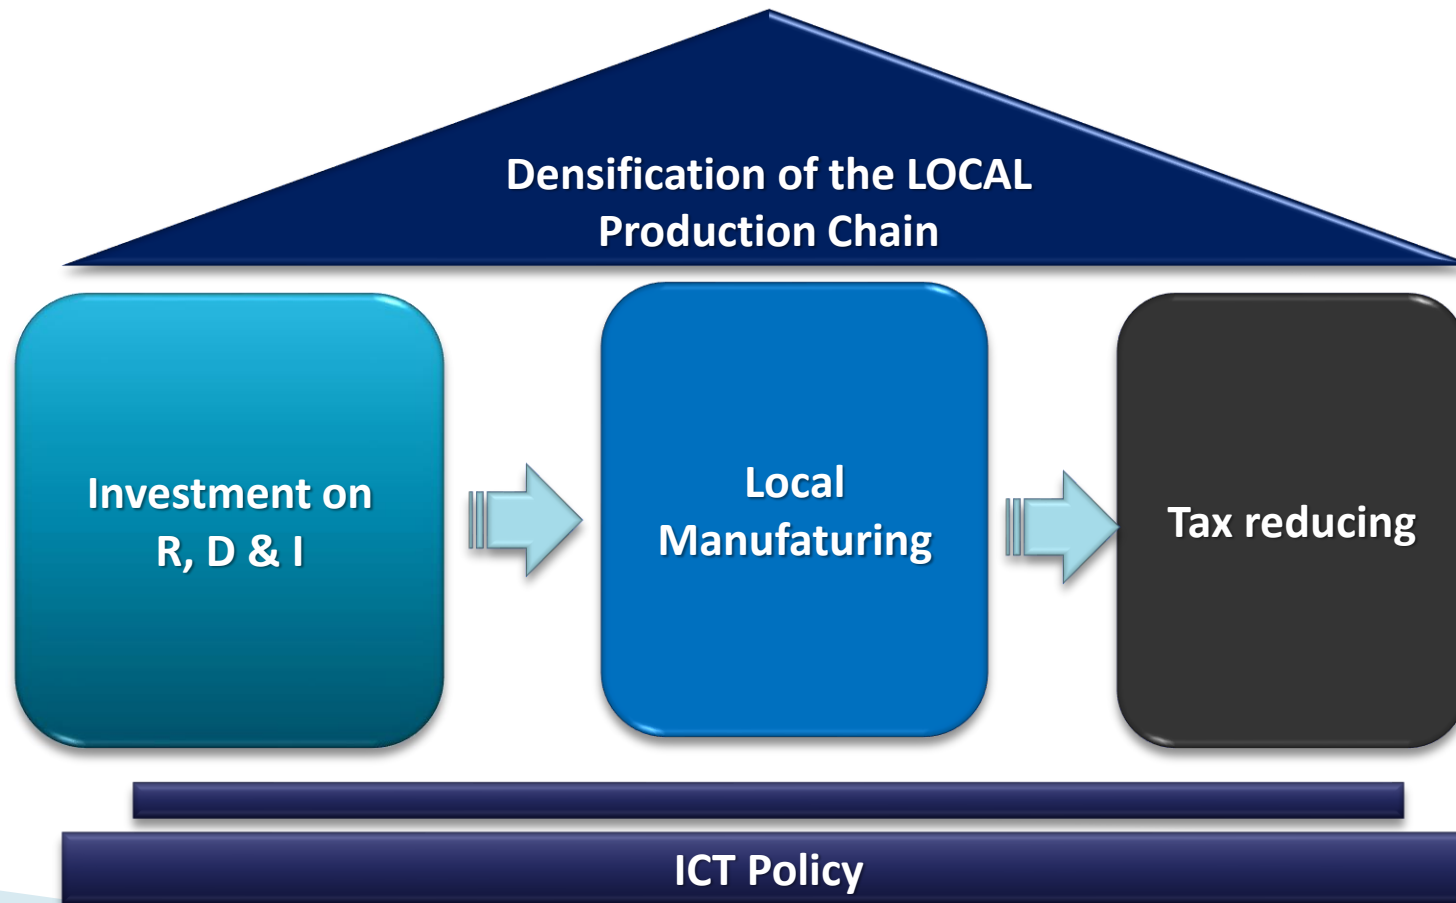 Densification of the LOCAL
Production Chain
Investment on
R, D & I
Local
Manufaturing
Tax reducing
ICT Policy